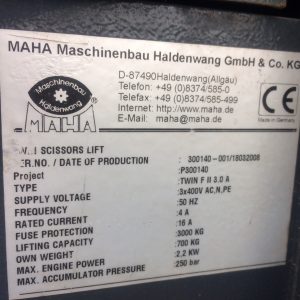 MAHA Maschinenbau Haldenwang GmbH & Co. KG
Maschinenbau
Haldenwang
MAHA
D-87490Haldenwang(Allgäu)
Telefon: +49 (0)8374/585-0
Telefax: +49 (0)8374/585-499
Internet: http://www.maha.de
E-Mail: maha@maha.de
CE
Made in Germany
SCISSORS LIFT
SER.NO. / DATE OF PRODUCTION : 300140-001/18032008
Project :P300140
TYPE :TWIN F II 3.0 A
SUPPLY VOLTAGE :3x400V AC,N,PE
FREQUENCY :50 HZ
RATED CURRENT :4 A
FUSE PROTECTION :16 A
LIFTING CAPACITY :3000 KG
OWN WEIGHT :700 KG
MAX. ENGINE POWER :2,2 KW
MAX. ACCUMULATOR PRESSURE :250 bar